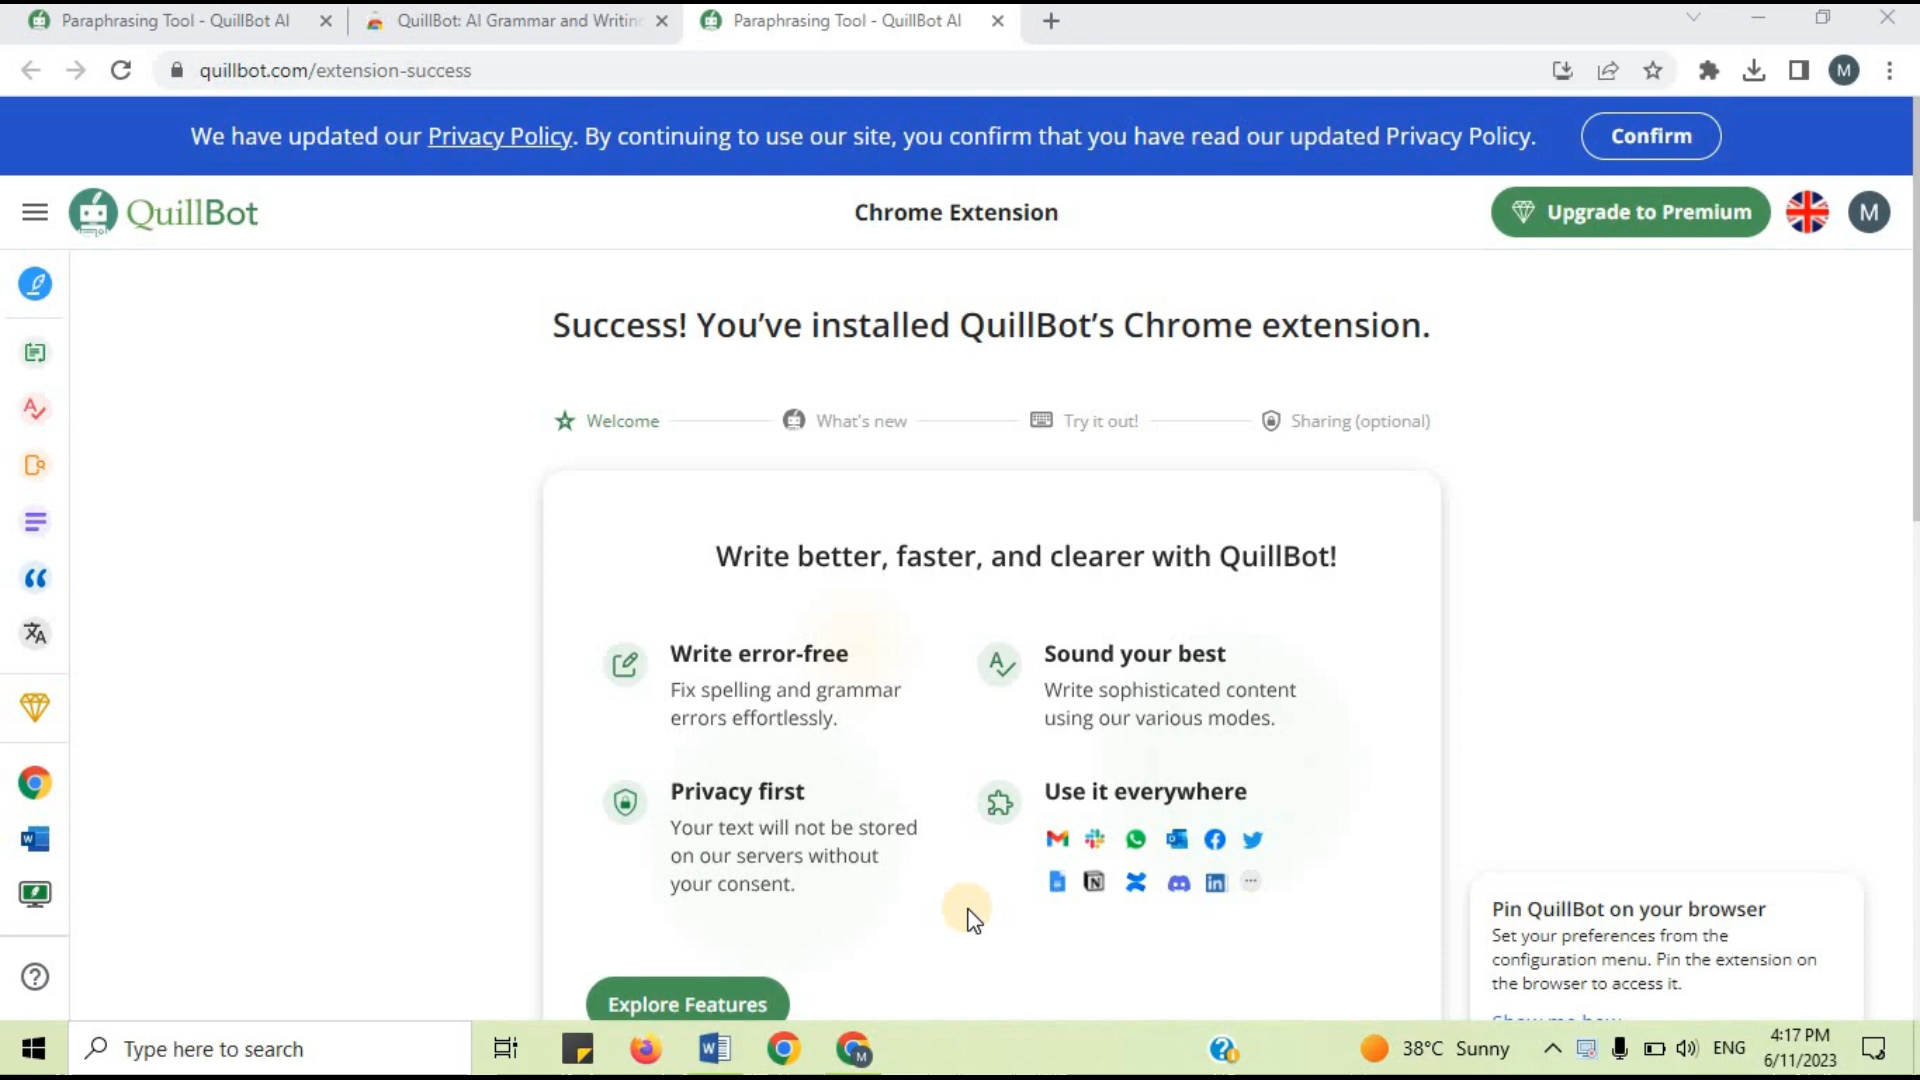 Paraphrasing Tool - QuillBot AI
QuillBot: AI Grammar and Writin
Paraphrasing Tool - QuillBot AI
quillbot.com/extension-success
M
We have updated our Privacy Policy. By continuing to use our site, you confirm that you have read our updated Privacy Policy.
Confirm
QuillBot
Chrome Extension
Upgrade to Premium
M
Success! You’ve installed QuillBot’s Chrome extension.
Welcome
What's new
Try it out!
Sharing (optional)
Write better, faster, and clearer with QuillBot!
Write error-free
Fix spelling and grammar
errors effortlessly.
Sound your best
Write sophisticated content
using our various modes.
Privacy first
Your text will not be stored
on our servers without
your consent.
Use it everywhere
Explore Features
Pin QuillBot on your browser
Set your preferences from the
configuration menu. Pin the extension on
the browser to access it.
Type here to search
38°C Sunny
ENG
4:17 PM
6/11/2023